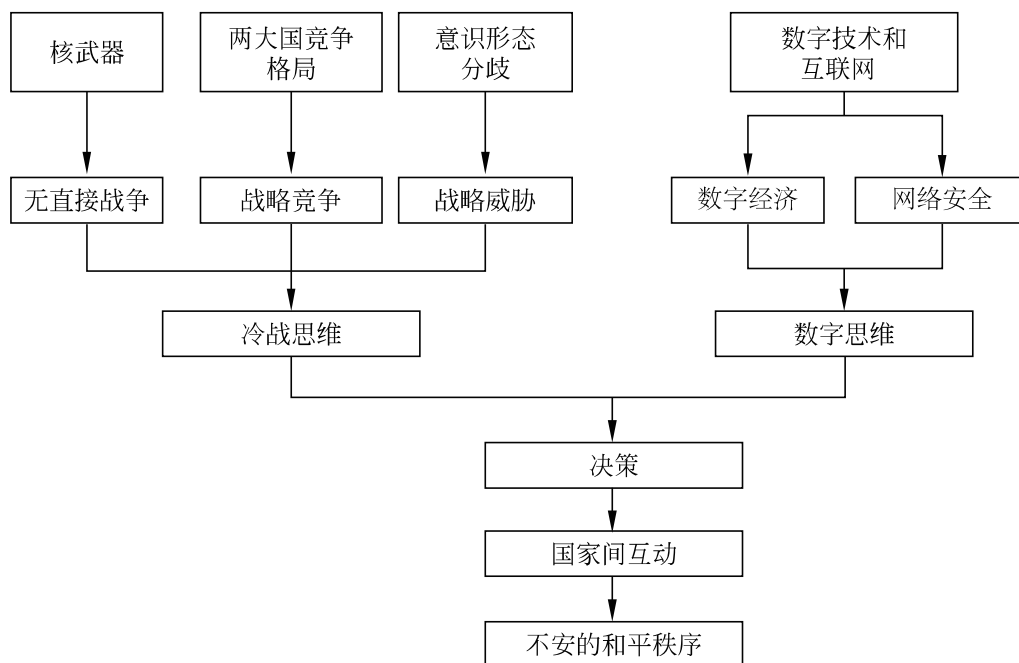 核武器
两大国竞争
格局
意识形态
分歧
数字技术和
互联网
无直接战争
战略竞争
战略威胁
数字经济
网络安全
冷战思维
数字思维
决策
国家间互动
不安的和平秩序